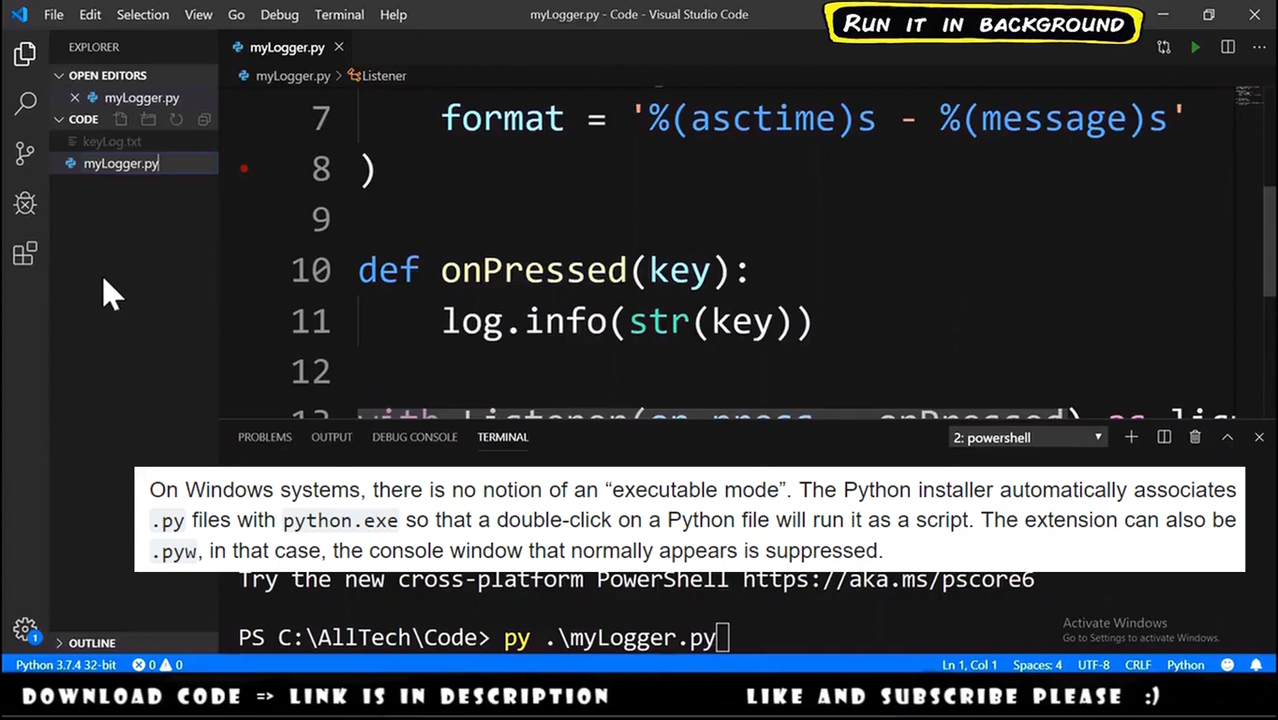 File Edit Selection View Go Debug Terminal Help
myLogger.py - Code - Visual Studio Code
RUN IT IN BACKGROUND
EXPLORER
OPEN EDITORS
myLogger.py
CODE
keyLog.txt
myLogger.py
OUTLINE
myLogger.py
myLogger.py > Listener
7 format = '%(asctime)s - %(message)s'
8 )
9
10 def onPressed(key):
11 log.info(str(key))
12
PROBLEMS OUTPUT DEBUG CONSOLE TERMINAL 2: powershell
On Windows systems, there is no notion of an “executable mode”. The Python installer automatically associates
.py files with python.exe so that a double-click on a Python file will run it as a script. The extension can also be
.pyw, in that case, the console window that normally appears is suppressed.
Try the new cross-platform PowerShell https://aka.ms/pscore6
PS C:\AllTech\Code> py .\myLogger.py
Activate Windows
Go to Settings to activate Windows.
1
Python 3.7.4 32-bit 0 0 Ln 1, Col 1 Spaces: 4 UTF-8 CRLF Python
DOWNLOAD CODE => LINK IS IN DESCRIPTION LIKE AND SUBSCRIBE PLEASE :)